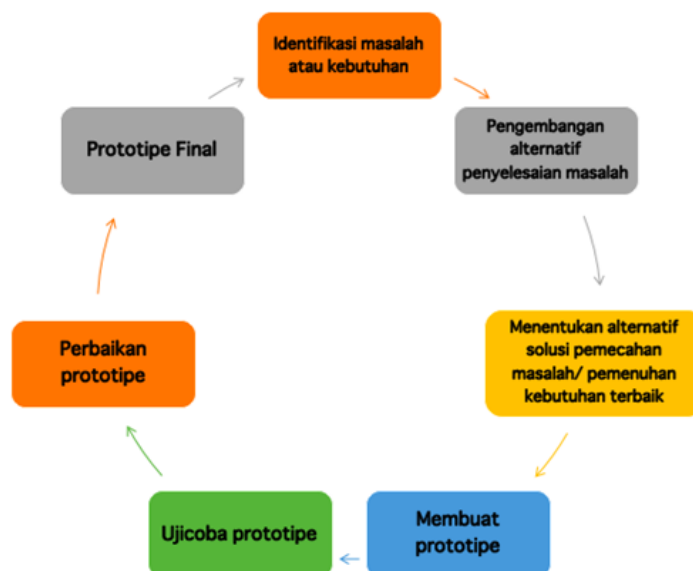 Identifikasi masalah
atau kebutuhan
Pengembangan
alternatif
penyelesaian masalah
Menentukan alternatif
solusi pemecahan
masalah/ pemenuhan
kebutuhan terbaik
Membuat
prototipe
Ujicoba prototipe
Perbaikan
prototipe
Prototipe Final